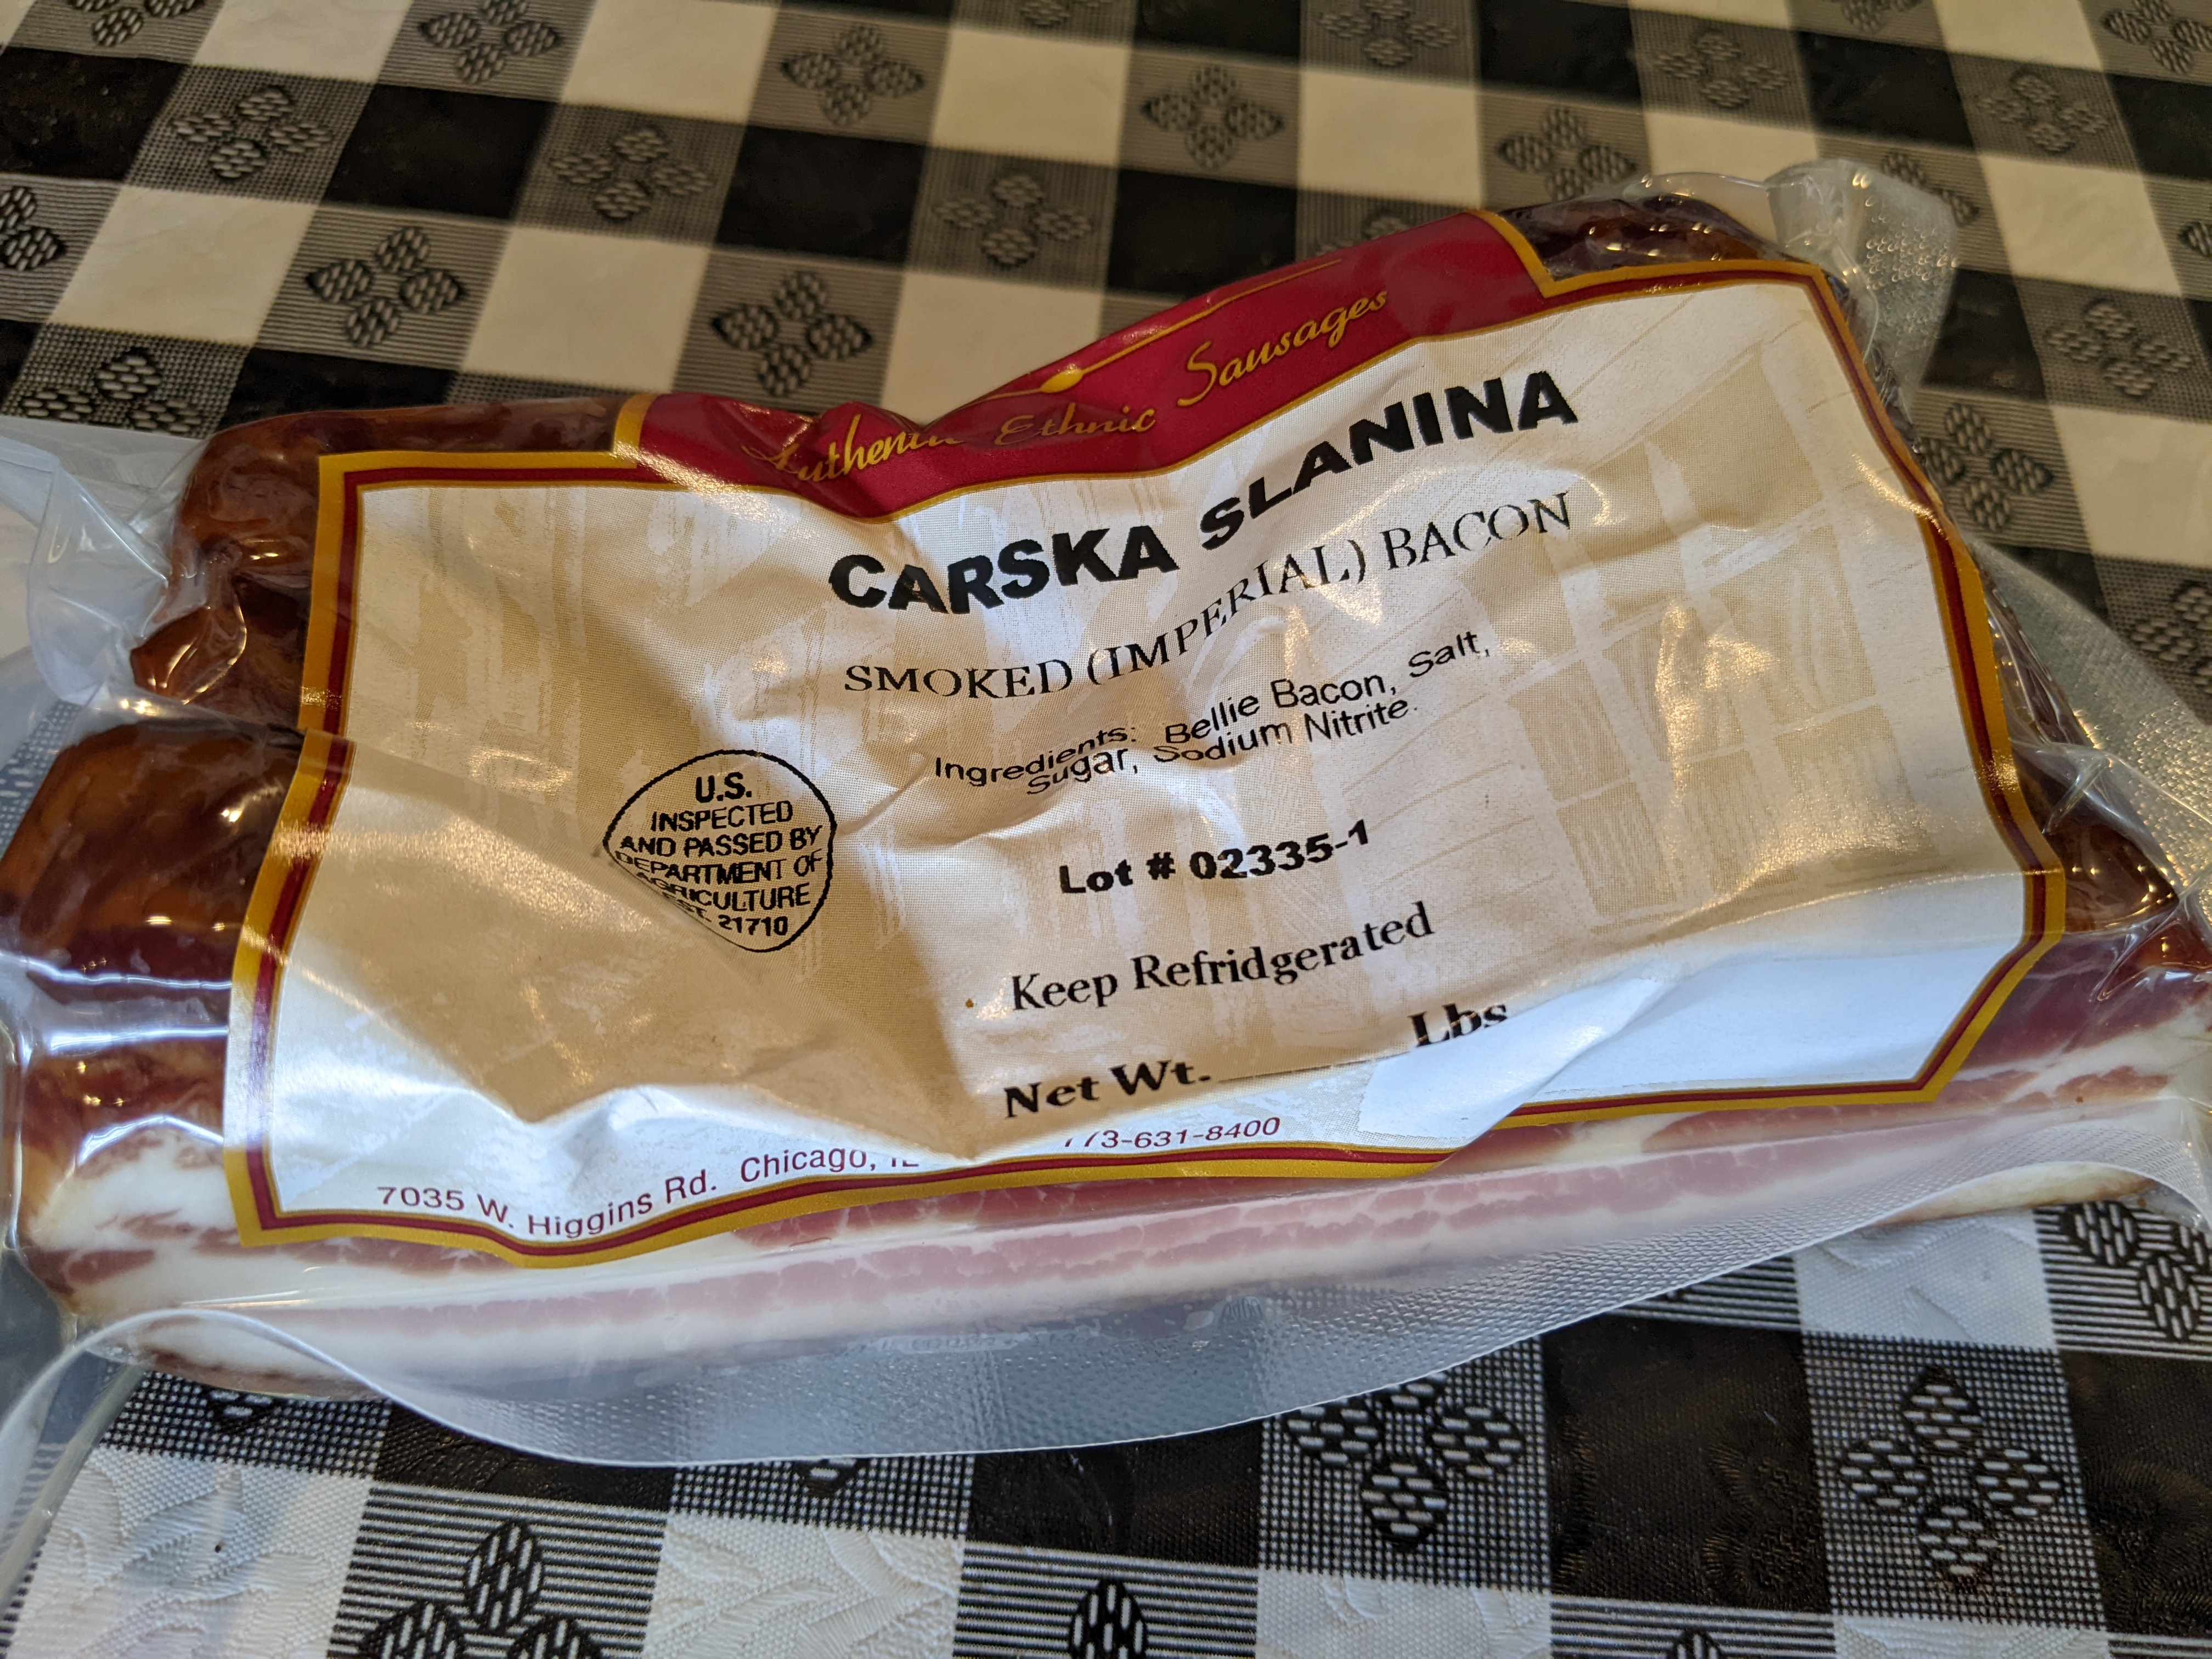 Authentic Ethnic Sausages
CARSKA SLANINA
SMOKED (IMPERIAL) BACON
Ingredients: Bellie Bacon, Salt,
Sugar, Sodium Nitrite.
U.S.
INSPECTED
AND PASSED BY
DEPARTMENT OF
AGRICULTURE
EST. 21710
Lot # 02335-1
Keep Refridgerated
Net Wt. Lbs
7035 W. Higgins Rd. Chicago, IL 773-631-8400